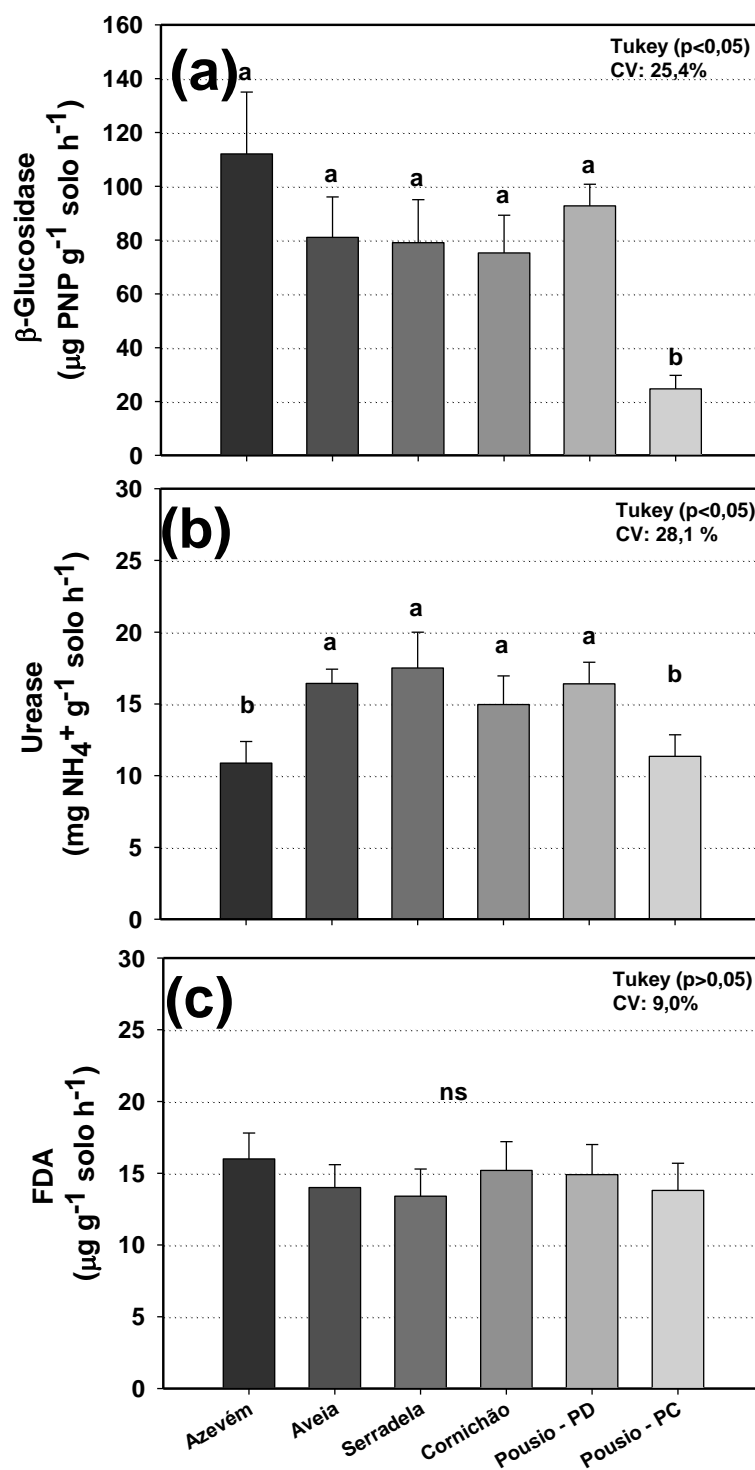 160
140
120
100
80
60
40
20
0
β-Glucosidase
(µg PNP g⁻¹ solo h⁻¹)
(a)
Tukey (p<0,05)
CV: 25,4%
a
a
a
a
a
b
30
25
20
15
10
5
0
Urease
(mg NH₄⁺ g⁻¹ solo h⁻¹)
(b)
Tukey (p<0,05)
CV: 28,1 %
b
a
a
a
a
b
30
25
20
15
10
5
0
FDA
(µg g⁻¹ solo h⁻¹)
(c)
Tukey (p>0,05)
CV: 9,0%
ns
Azevém
Aveia
Serradela
Cornichão
Pousio - PD
Pousio - PC